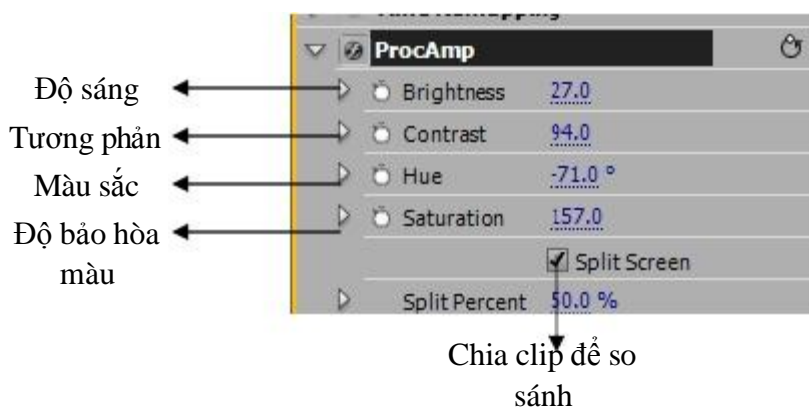 ProcAmp
Độ sáng
Brightness 27.0
Tương phản
Contrast 94.0
Màu sắc
Hue -71.0 °
Độ bảo hòa
màu
Saturation 157.0
Split Screen
Split Percent 50.0 %
Chia clip để so
sánh